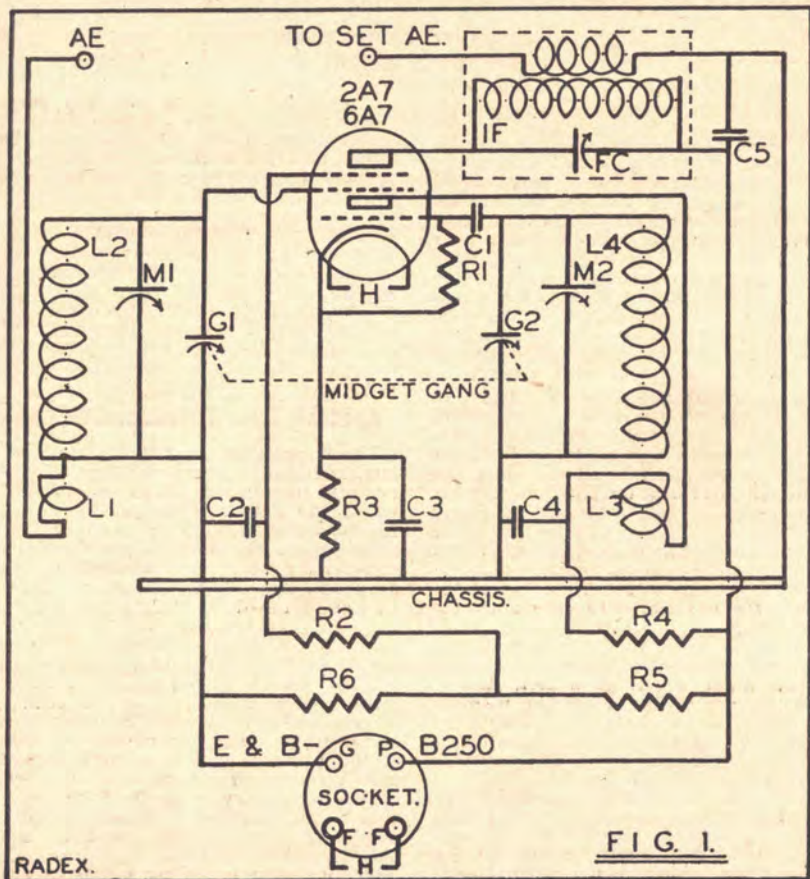 AE
TO SET AE.
2A7
6A7
IF
FC
C5
L2
M1
G1
C1
R1
L4
M2
G2
H
MIDGET GANG
L1
C2
R3
C3
C4
L3
CHASSIS.
R2
R4
R6
R5
E & B-
G
P
B250
SOCKET.
F
F
H
RADEX.
FIG. 1.